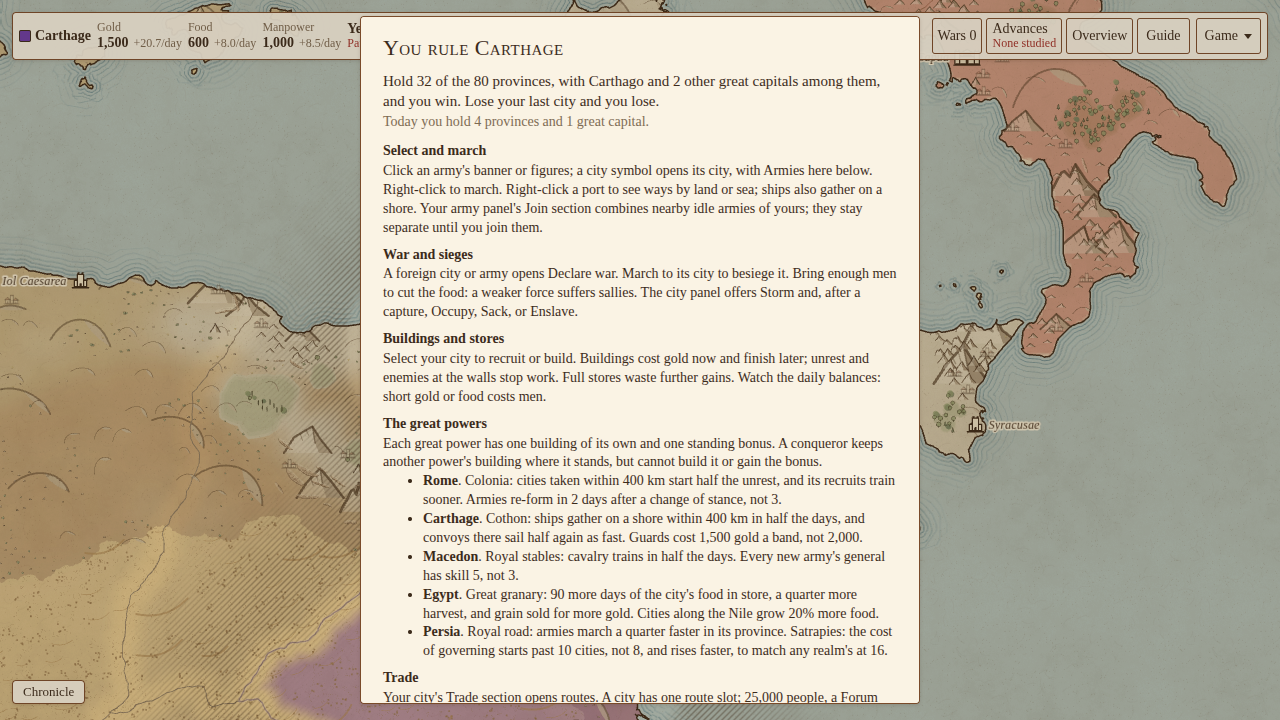 Carthage
Gold
1,500 +20.7/day
Food
600 +8.0/day
Manpower
1,000 +8.5/day
Wars 0
Advances
None studied
Overview
Guide
Game
You rule Carthage
Hold 32 of the 80 provinces, with Carthago and 2 other great capitals among them,
and you win. Lose your last city and you lose.
Today you hold 4 provinces and 1 great capital.
Select and march
Click an army's banner or figures; a city symbol opens its city, with Armies here below.
Right-click to march. Right-click a port to see ways by land or sea; ships also gather on a
shore. Your army panel's Join section combines nearby idle armies of yours; they stay
separate until you join them.
War and sieges
A foreign city or army opens Declare war. March to its city to besiege it. Bring enough men
to cut the food: a weaker force suffers sallies. The city panel offers Storm and, after a
capture, Occupy, Sack, or Enslave.
Buildings and stores
Select your city to recruit or build. Buildings cost gold now and finish later; unrest and
enemies at the walls stop work. Full stores waste further gains. Watch the daily balances:
short gold or food costs men.
The great powers
Each great power has one building of its own and one standing bonus. A conqueror keeps
another power's building where it stands, but cannot build it or gain the bonus.
• Rome. Colonia: cities taken within 400 km start half the unrest, and its recruits train
sooner. Armies re-form in 2 days after a change of stance, not 3.
• Carthage. Cothon: ships gather on a shore within 400 km in half the days, and
convoys there sail half again as fast. Guards cost 1,500 gold a band, not 2,000.
• Macedon. Royal stables: cavalry trains in half the days. Every new army's general
has skill 5, not 3.
• Egypt. Great granary: 90 more days of the city's food in store, a quarter more
harvest, and grain sold for more gold. Cities along the Nile grow 20% more food.
• Persia. Royal road: armies march a quarter faster in its province. Satrapies: the cost
of governing starts past 10 cities, not 8, and rises faster, to match any realm's at 16.
Trade
Your city's Trade section opens routes. A city has one route slot; 25,000 people, a Forum
Iol Caesarea
Syracusae
Chronicle